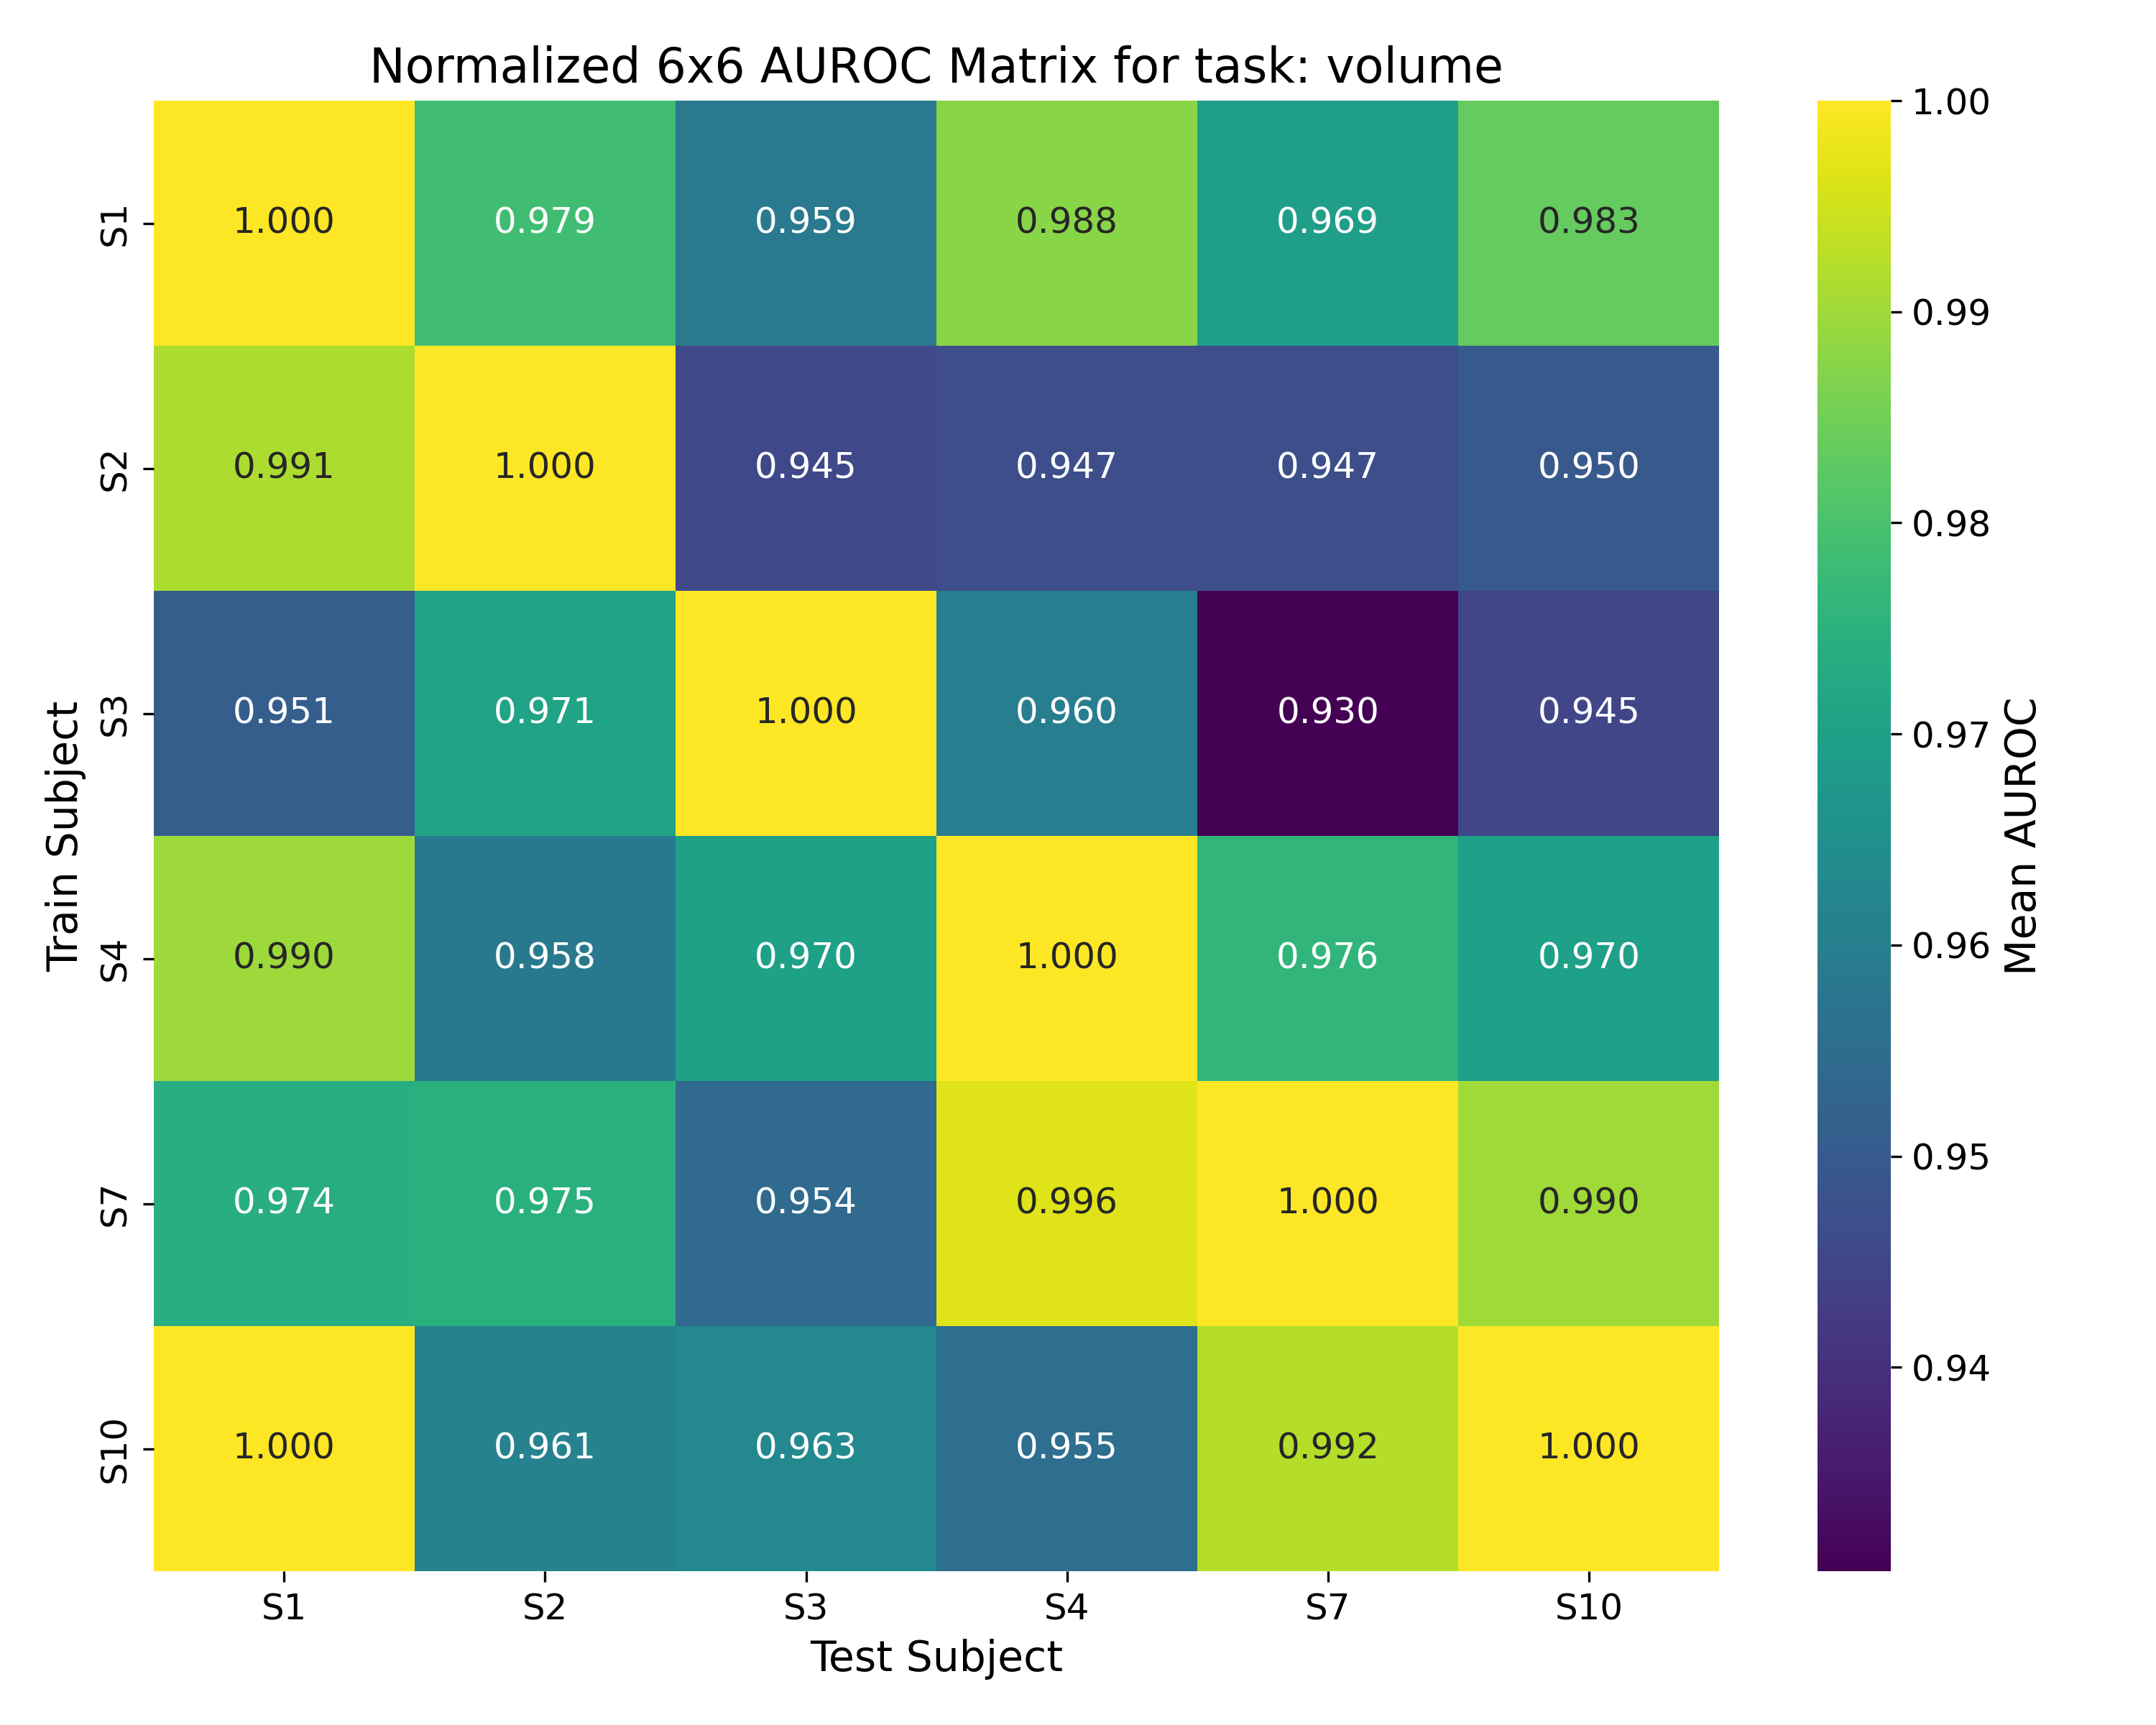 Normalized 6x6 AUROC Matrix for task: volume
S1 1.000 0.979 0.959 0.988 0.969 0.983
S2 0.991 1.000 0.945 0.947 0.947 0.950
S3 0.951 0.971 1.000 0.960 0.930 0.945
S4 0.990 0.958 0.970 1.000 0.976 0.970
S7 0.974 0.975 0.954 0.996 1.000 0.990
S10 1.000 0.961 0.963 0.955 0.992 1.000
S1 S2 S3 S4 S7 S10
Test Subject
Train Subject
1.00
0.99
0.98
0.97
0.96
0.95
0.94
Mean AUROC